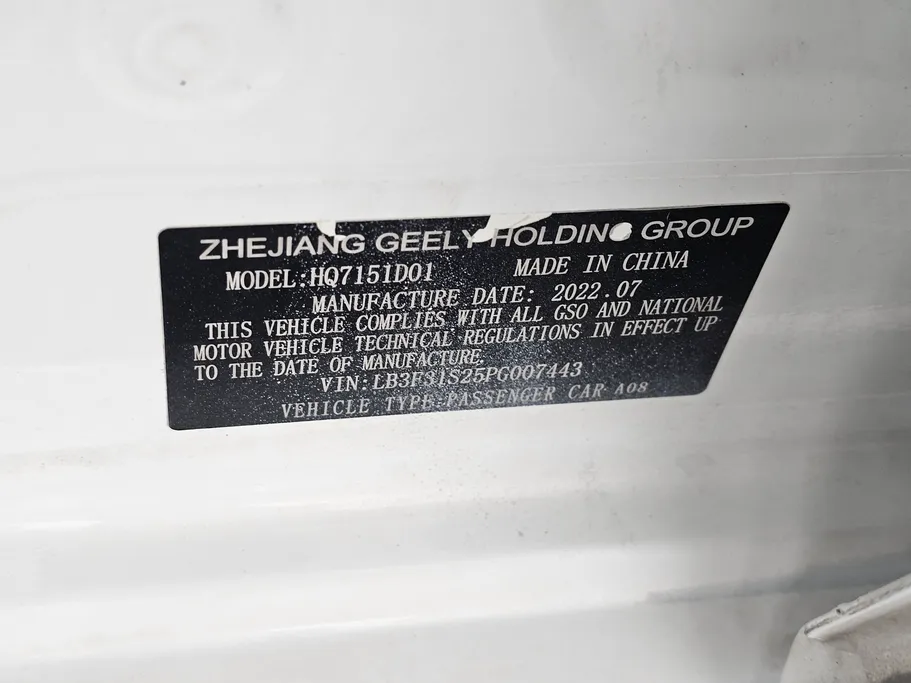 ZHEJIANG GEELY HOLDING GROUP
MODEL:HQ7151D01 MADE IN CHINA
MANUFACTURE DATE: 2022.07
THIS VEHICLE COMPLIES WITH ALL GSO AND NATIONAL
MOTOR VEHICLE TECHNICAL REGULATIONS IN EFFECT UP
TO THE DATE OF MANUFACTURE.
VIN:LB3F31S25PG007443
VEHICLE TYPE:PASSENGER CAR A08